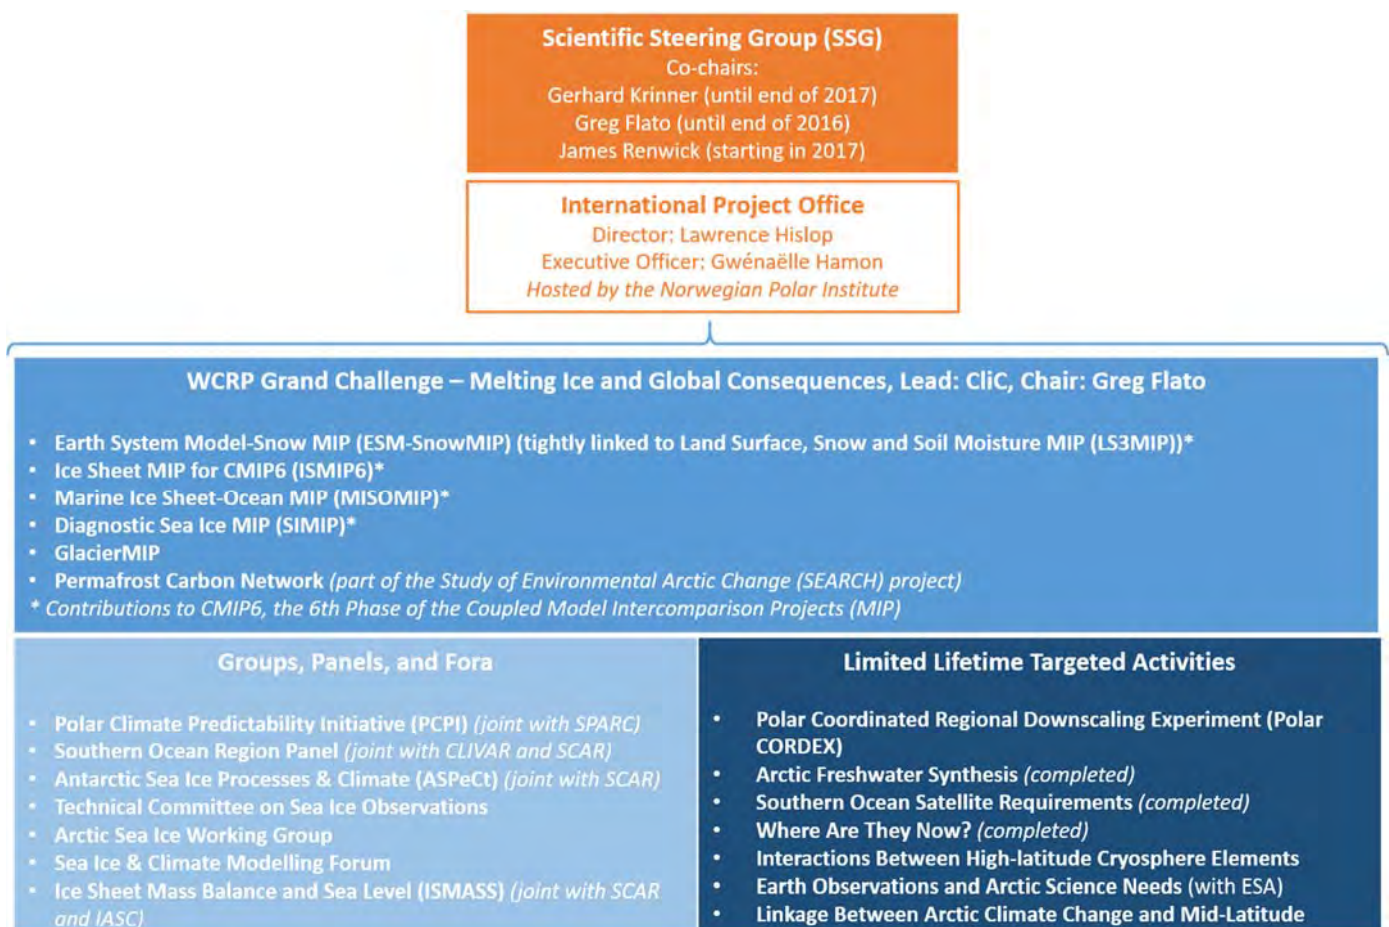 Scientific Steering Group (SSG)
Co-chairs:
Gerhard Krinner (until end of 2017)
Greg Flato (until end of 2016)
James Renwick (starting in 2017)
International Project Office
Director: Lawrence Hislop
Executive Officer: Gwénaëlle Hamon
Hosted by the Norwegian Polar Institute
WCRP Grand Challenge – Melting Ice and Global Consequences, Lead: CliC, Chair: Greg Flato
• Earth System Model-Snow MIP (ESM-SnowMIP) (tightly linked to Land Surface, Snow and Soil Moisture MIP (LS3MIP))*
• Ice Sheet MIP for CMIP6 (ISMIP6)*
• Marine Ice Sheet-Ocean MIP (MISOMIP)*
• Diagnostic Sea Ice MIP (SIMIP)*
• GlacierMIP
• Permafrost Carbon Network (part of the Study of Environmental Arctic Change (SEARCH) project)
* Contributions to CMIP6, the 6th Phase of the Coupled Model Intercomparison Projects (MIP)
Groups, Panels, and Fora
• Polar Climate Predictability Initiative (PCPI) (joint with SPARC)
• Southern Ocean Region Panel (joint with CLIVAR and SCAR)
• Antarctic Sea Ice Processes & Climate (ASPeCt) (joint with SCAR)
• Technical Committee on Sea Ice Observations
• Arctic Sea Ice Working Group
• Sea Ice & Climate Modelling Forum
• Ice Sheet Mass Balance and Sea Level (ISMASS) (joint with SCAR
and IASC)
Limited Lifetime Targeted Activities
• Polar Coordinated Regional Downscaling Experiment (Polar
CORDEX)
• Arctic Freshwater Synthesis (completed)
• Southern Ocean Satellite Requirements (completed)
• Where Are They Now? (completed)
• Interactions Between High-latitude Cryosphere Elements
• Earth Observations and Arctic Science Needs (with ESA)
• Linkage Between Arctic Climate Change and Mid-Latitude